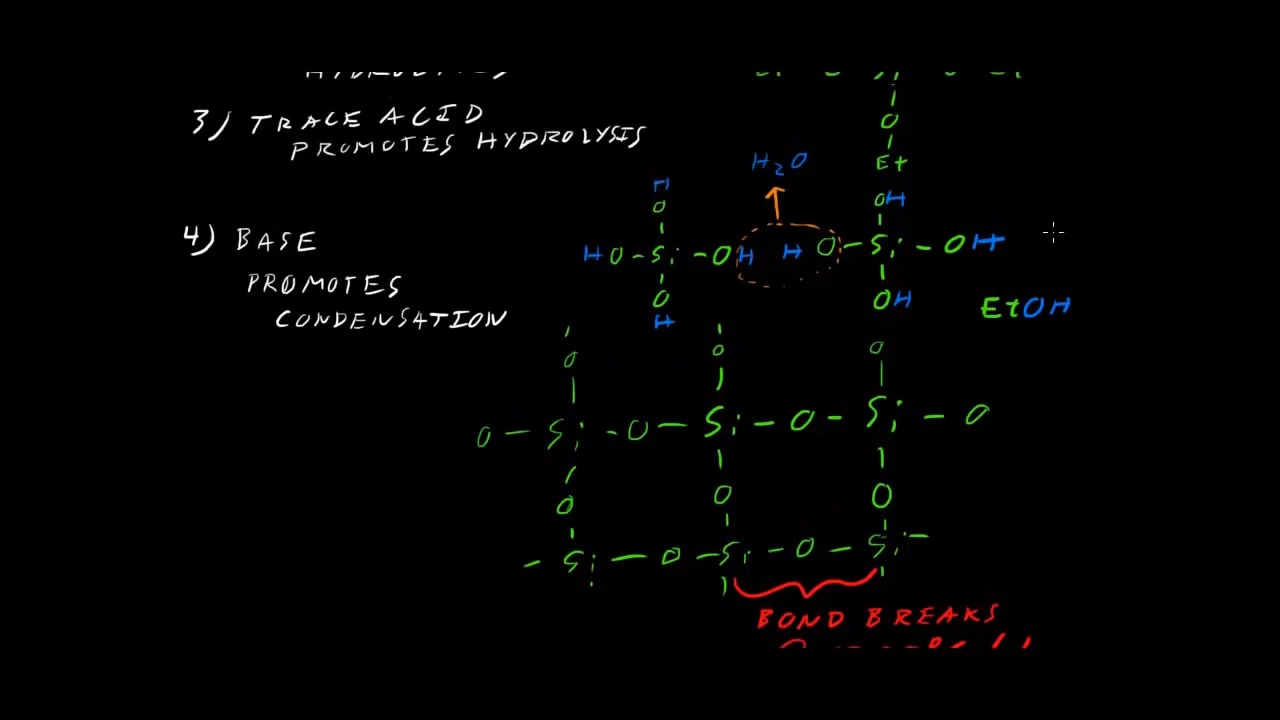 3) TRACE ACID
PROMOTES HYDROLYSIS
4) BASE
PROMOTES
CONDENSATION
O
Et
H₂O
H
O
HO-Si-OH
O
H
OH
HO-Si-OH
OH
EtOH
O O O
O-Si-O-Si-O-Si-O
O O O
-Si-O-Si-O-Si-
BOND BREAKS